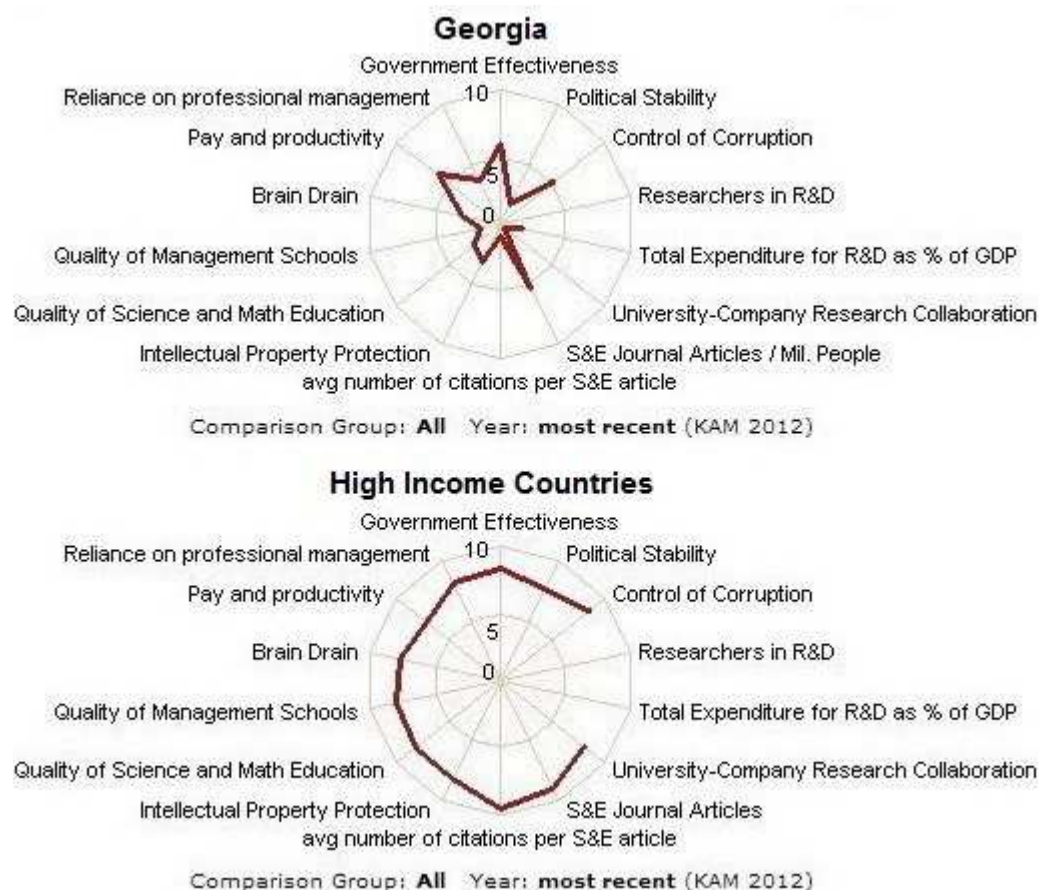 Georgia
Government Effectiveness
Reliance on professional management
10
Political Stability
Pay and productivity
Control of Corruption
5
Brain Drain
Researchers in R&D
0
Quality of Management Schools
Total Expenditure for R&D as % of GDP
Quality of Science and Math Education
University-Company Research Collaboration
Intellectual Property Protection
S&E Journal Articles / Mil. People
avg number of citations per S&E article
Comparison Group: All Year: most recent (KAM 2012)
High Income Countries
Government Effectiveness
Reliance on professional management
10
Political Stability
Pay and productivity
Control of Corruption
5
Brain Drain
Researchers in R&D
0
Quality of Management Schools
Total Expenditure for R&D as % of GDP
Quality of Science and Math Education
University-Company Research Collaboration
Intellectual Property Protection
S&E Journal Articles
avg number of citations per S&E article
Comparison Group: All Year: most recent (KAM 2012)